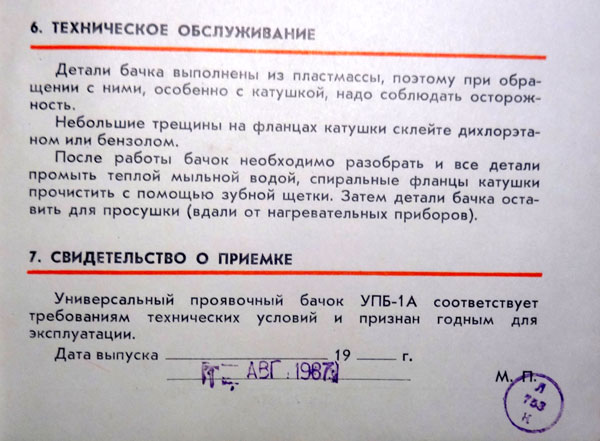 6. ТЕХНИЧЕСКОЕ ОБСЛУЖИВАНИЕ
Детали бачка выполнены из пластмассы, поэтому при обра-
щении с ними, особенно с катушкой, надо соблюдать осторож-
ность.
Небольшие трещины на фланцах катушки склейте дихлорэта-
ном или бензолом.
После работы бачок необходимо разобрать и все детали
промыть теплой мыльной водой, спиральные фланцы катушки
прочистить с помощью зубной щетки. Затем детали бачка оста-
вить для просушки (вдали от нагревательных приборов).
7. СВИДЕТЕЛЬСТВО О ПРИЕМКЕ
Универсальный проявочный бачок УПБ-1А соответствует
требованиям технических условий и признан годным для
эксплуатации.
Дата выпуска 19 г.
АВГ. 1987
М. П.
Л
753
К